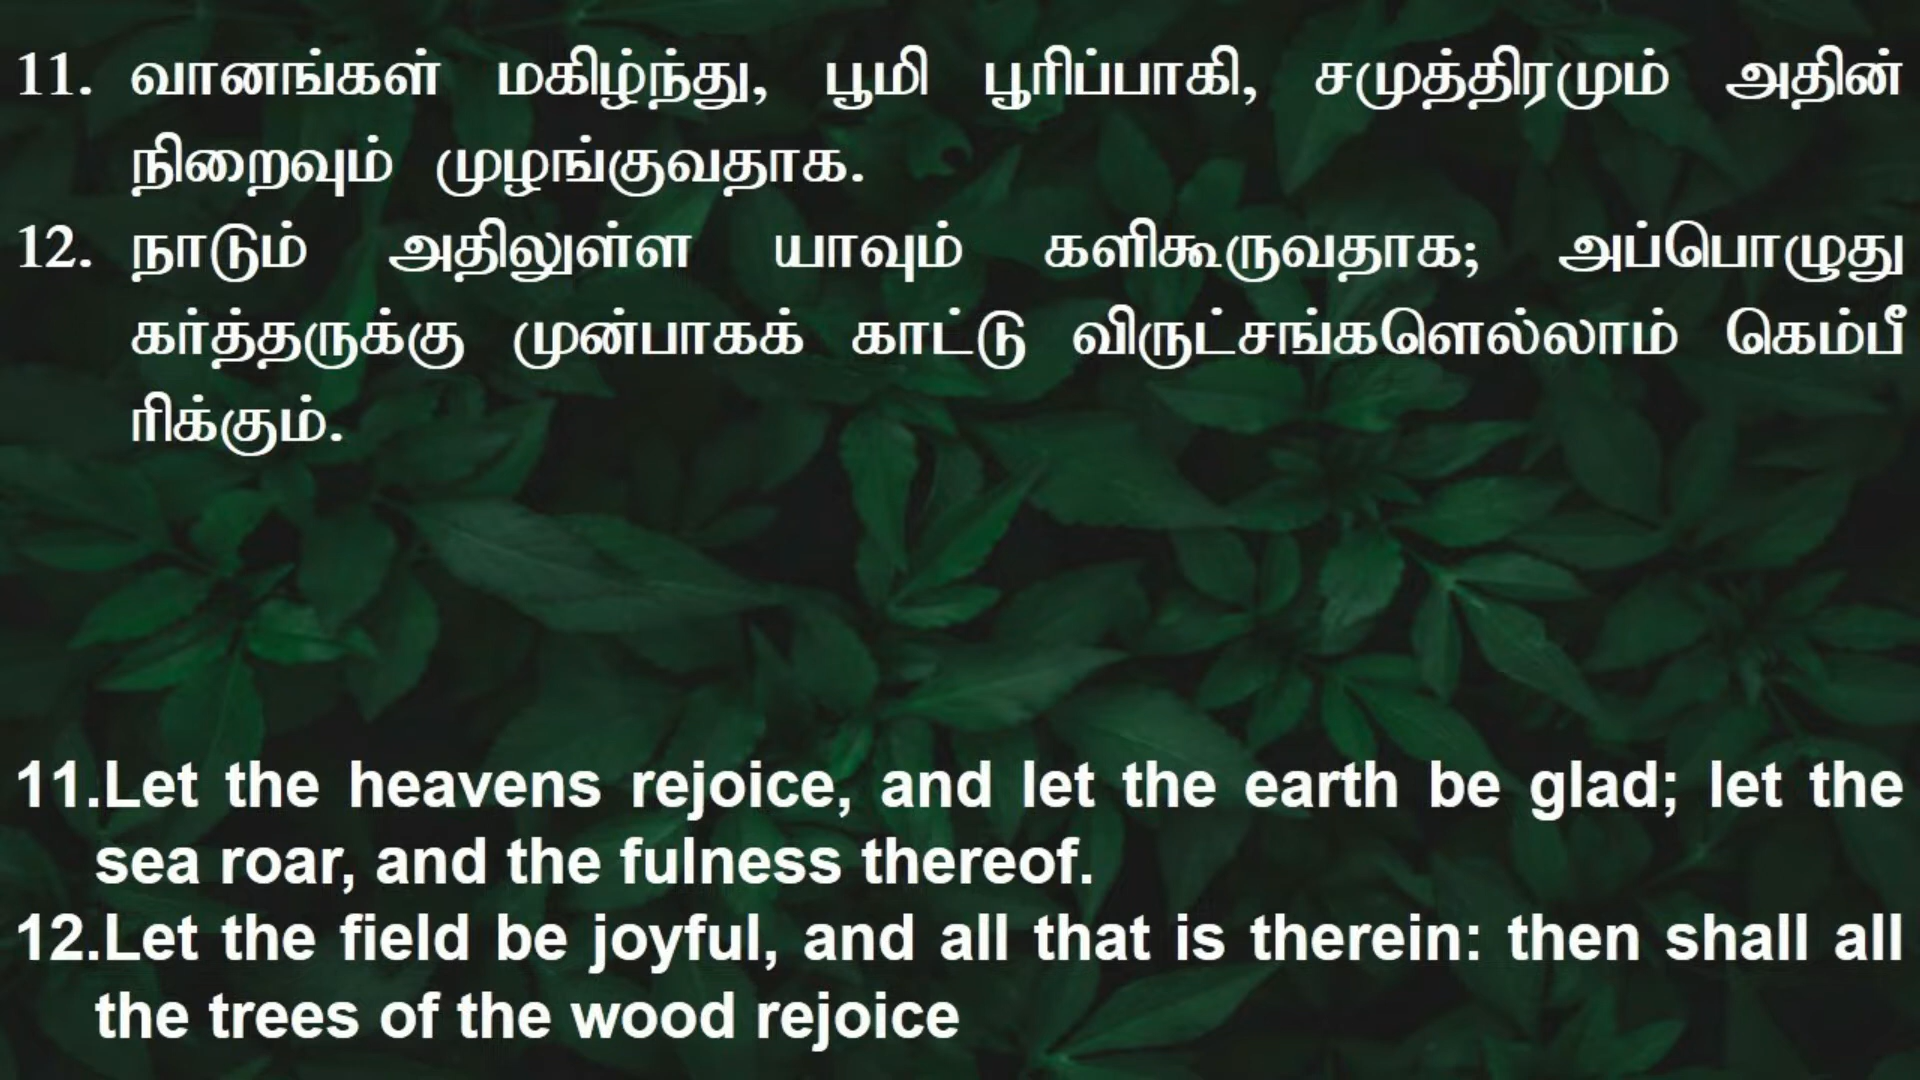 11. வானங்கள் மகிழ்ந்து, பூமி பூரிப்பாகி, சமுத்திரமும் அதின்
நிறைவும் முழங்குவதாக.
12. நாடும் அதிலுள்ள யாவும் களிகூருவதாக; அப்பொழுது
கர்த்தருக்கு முன்பாகக் காட்டு விருட்சங்களெல்லாம் கெம்பீ
ரிக்கும்.
11.Let the heavens rejoice, and let the earth be glad; let the
sea roar, and the fulness thereof.
12.Let the field be joyful, and all that is therein: then shall all
the trees of the wood rejoice